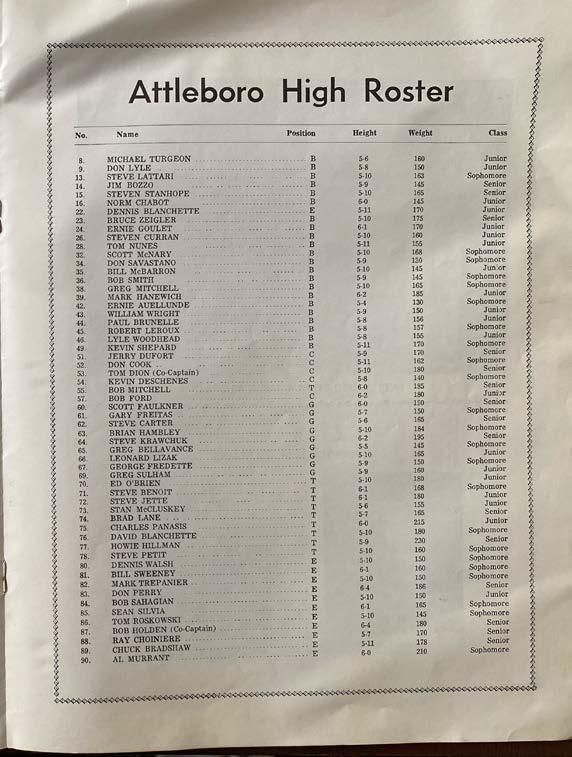 Attleboro High Roster
No. Name Position Height Weight Class
8. MICHAEL TURGEON B 5-6 160 Junior
9. DON LYLE B 5-8 150 Junior
13. STEVE LATTARI B 5-10 163 Sophomore
14. JIM BOZZO B 5-9 145 Senior
15. STEVEN STANHOPE B 5-10 165 Senior
16. NORM CHABOT B 6-0 145 Junior
22. DENNIS BLANCHETTE E 5-11 170 Junior
23. BRUCE ZEIGLER B 5-10 175 Senior
24. ERNIE GOULET B 6-1 170 Junior
26. STEVEN CURRAN B 5-10 160 Junior
28. TOM NUNES B 5-11 155 Junior
32. SCOTT McNARY B 5-10 168 Sophomore
34. DON SAVASTANO B 5-9 130 Sophomore
35. BILL McBARRON B 5-10 145 Junior
36. BOB SMITH B 5-9 145 Sophomore
38. GREG MITCHELL B 5-10 165 Sophomore
39. MARK HANEWICH B 6-2 185 Junior
42. ERNIE AUELLUNDE B 5-4 130 Sophomore
43. WILLIAM WRIGHT B 5-9 150 Junior
44. PAUL BRUNELLE B 5-8 156 Junior
45. ROBERT LEROUX B 5-8 157 Sophomore
46. LYLE WOODHEAD B 5-8 155 Junior
49. KEVIN SHEPARD B 5-11 170 Sophomore
51. JERRY DUFORT C 5-9 170 Senior
52. DON COOK C 5-11 162 Sophomore
53. TOM DION (Co-Captain) C 5-10 180 Senior
54. KEVIN DESCHENES C 5-8 140 Sophomore
55. BOB MITCHELL T 6-0 185 Senior
57. BOB FORD C 6-2 180 Junior
60. SCOTT FAULKNER G 6-0 190 Senior
61. GARY FREITAS G 5-7 150 Sophomore
62. STEVE CARTER G 5-6 165 Senior
63. BRIAN HAMBLEY G 5-10 184 Sophomore
64. STEVE KRAWCHUK G 6-2 195 Senior
65. GREG BELLAVANCE G 5-5 145 Sophomore
66. LEONARD LIZAK G 5-10 165 Junior
67. GEORGE FREDETTE G 5-9 150 Sophomore
69. GREG SULHAM G 5-9 160 Junior
70. ED O'BRIEN T 5-10 180 Junior
71. STEVE BENOIT T 6-1 168 Sophomore
72. STEVE JETTE T 6-1 180 Junior
73. STAN McCLUSKEY T 5-6 155 Junior
74. BRAD LANE T 5-7 165 Senior
75. CHARLES PANASIS T 6-0 215 Junior
76. DAVID BLANCHETTE T 5-10 180 Sophomore
77. HOWIE HILLMAN T 5-9 230 Senior
78. STEVE PETIT T 5-10 160 Sophomore
80. DENNIS WALSH E 5-10 150 Sophomore
81. BILL SWEENEY E 6-1 160 Sophomore
82. MARK TREPANIER E 5-10 150 Sophomore
83. DON PERRY E 6-4 186 Senior
84. BOB SAHAGIAN E 5-10 150 Junior
85. SEAN SILVIA E 6-1 165 Sophomore
86. TOM ROSKOWSKI E 5-10 145 Sophomore
87. BOB HOLDEN (Co-Captain) E 6-4 180 Senior
88. RAY CHOINIERE E 5-7 170 Senior
89. CHUCK BRADSHAW E 5-11 178 Senior
90. AL MURRANT E 6-0 210 Sophomore